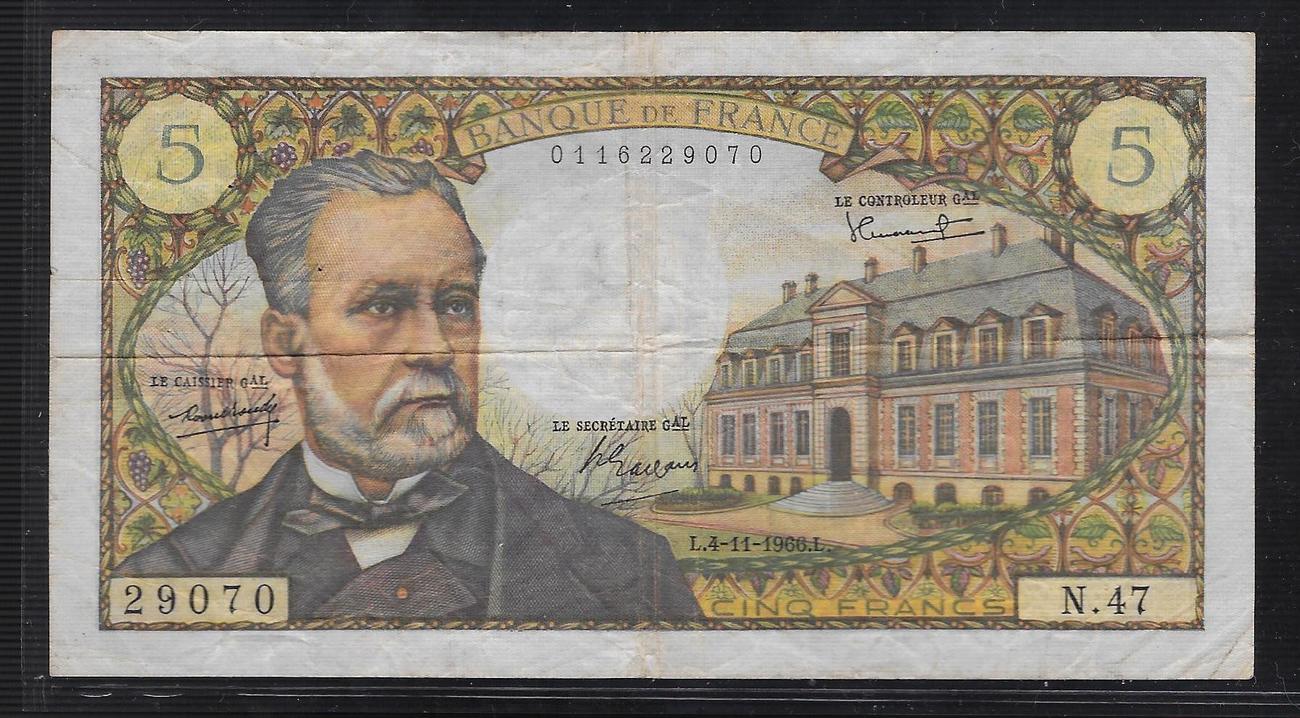 BANQUE DE FRANCE
5
5
0116229070
LE CONTROLEUR GAL
LE CAISSIER GAL
LE SECRÉTAIRE GAL
L.4-11-1966.L.
29070
CINQ FRANCS
N.47